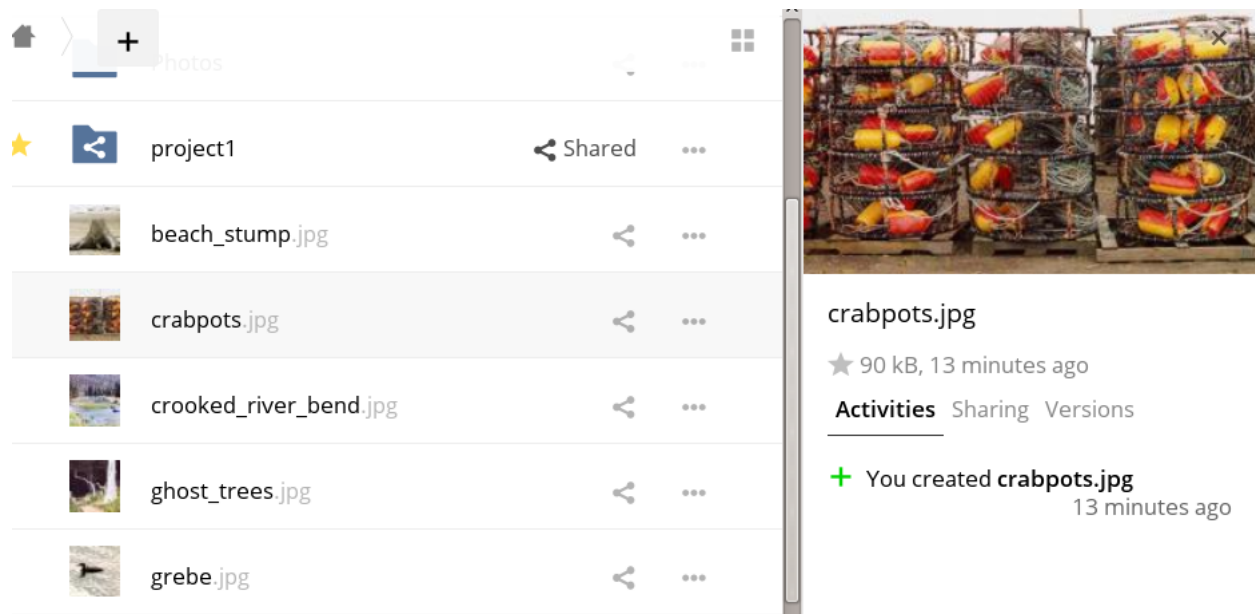 +
Photos
project1 Shared
beach_stump.jpg
crabpots.jpg
crooked_river_bend.jpg
ghost_trees.jpg
grebe.jpg
crabpots.jpg
90 kB, 13 minutes ago
Activities Sharing Versions
+ You created crabpots.jpg
13 minutes ago